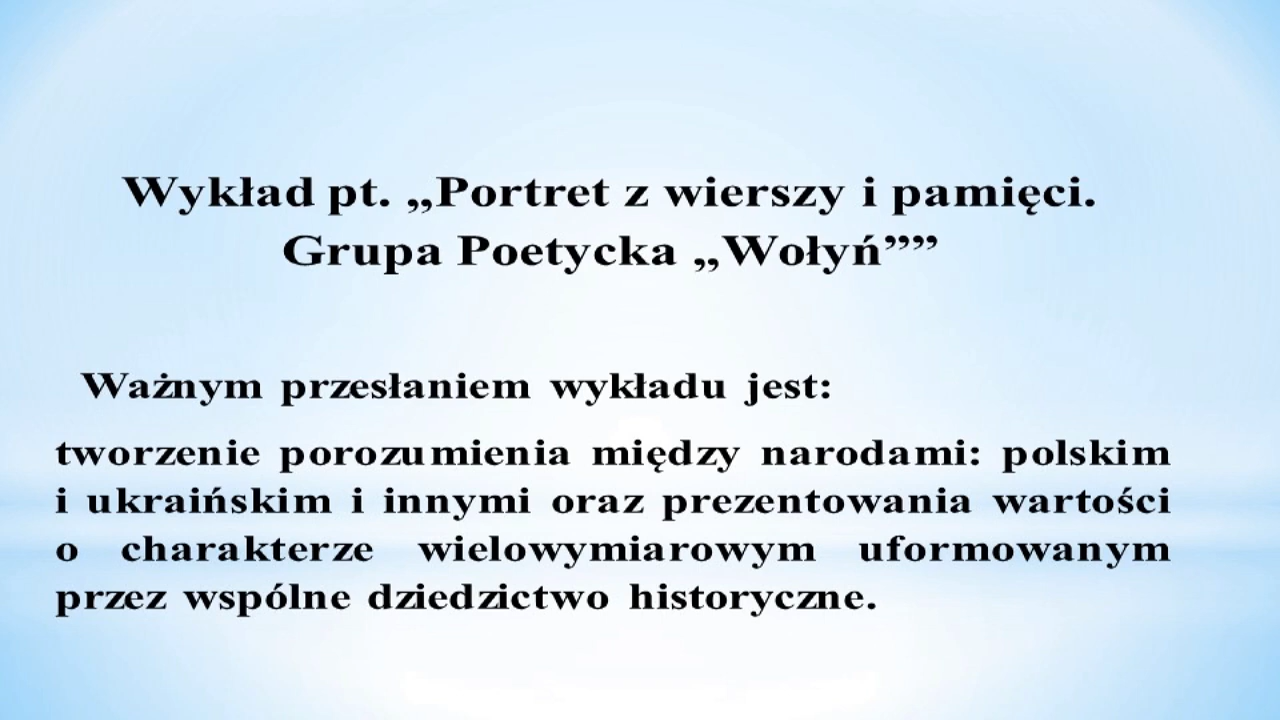 Wykład pt. „Portret z wierszy i pamięci.
Grupa Poetycka „Wołyń””
Ważnym przesłaniem wykładu jest:
tworzenie porozumienia między narodami: polskim
i ukraińskim i innymi oraz prezentowania wartości
o charakterze wielowymiarowym uformowanym
przez wspólne dziedzictwo historyczne.